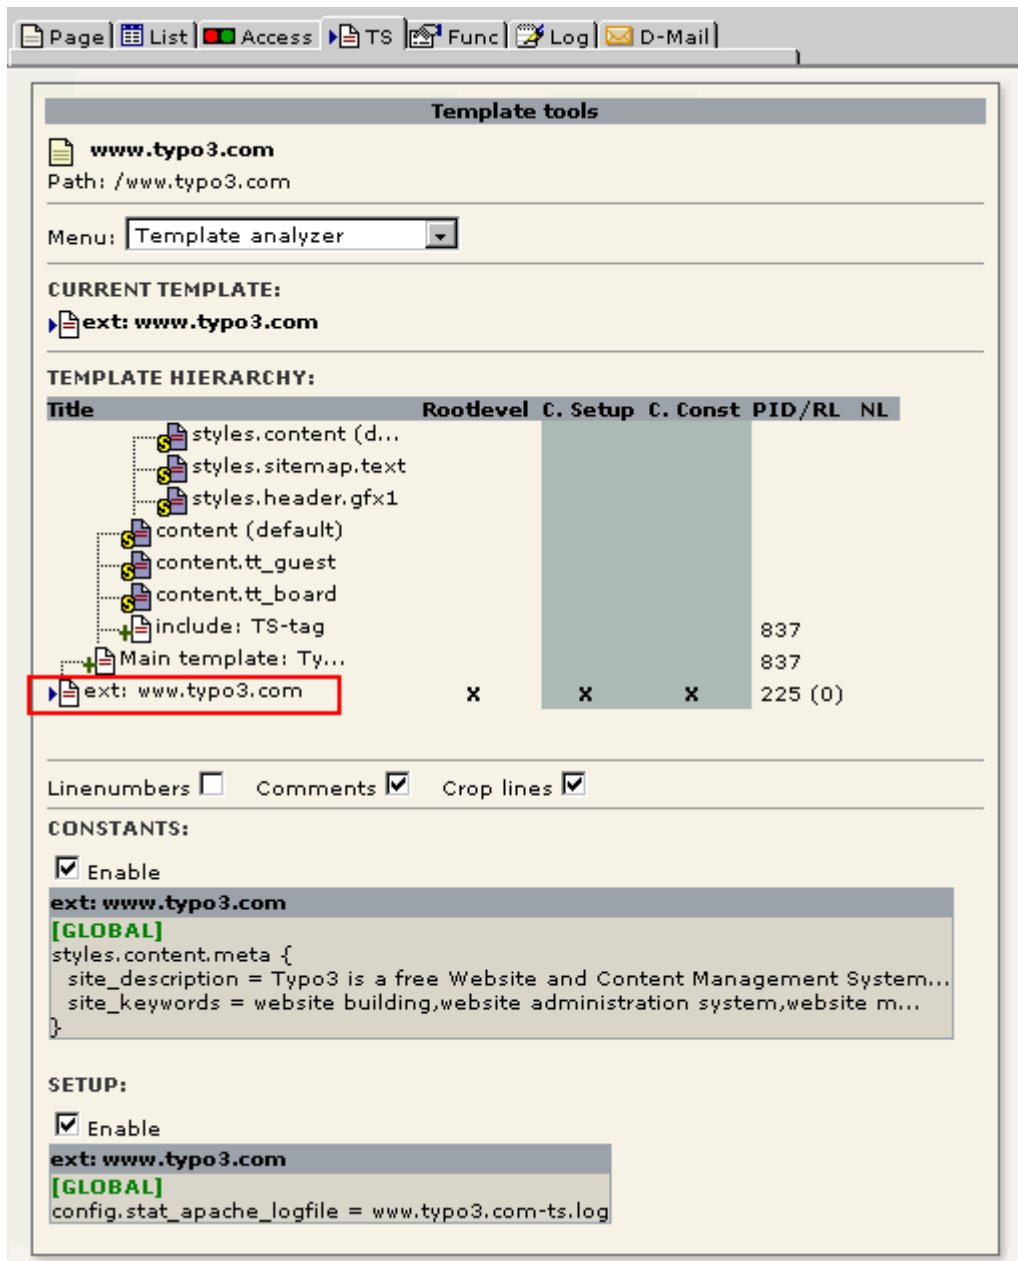 Page List Access TS Func Log D-Mail
Template tools
www.typo3.com
Path: /www.typo3.com
Menu: Template analyzer
CURRENT TEMPLATE:
ext: www.typo3.com
TEMPLATE HIERARCHY:
Title Rootlevel C. Setup C. Const PID/RL NL
styles.content (d...
styles.sitemap.text
styles.header.gfx1
content (default)
content.tt_guest
content.tt_board
include: TS-tag 837
Main template: Ty... 837
ext: www.typo3.com x x x 225 (0)
Linenumbers Comments Crop lines
CONSTANTS:
Enable
ext: www.typo3.com
[GLOBAL]
styles.content.meta {
site_description = Typo3 is a free Website and Content Management System...
site_keywords = website building,website administration system,website m...
}
SETUP:
Enable
ext: www.typo3.com
[GLOBAL]
config.stat_apache_logfile = www.typo3.com-ts.log